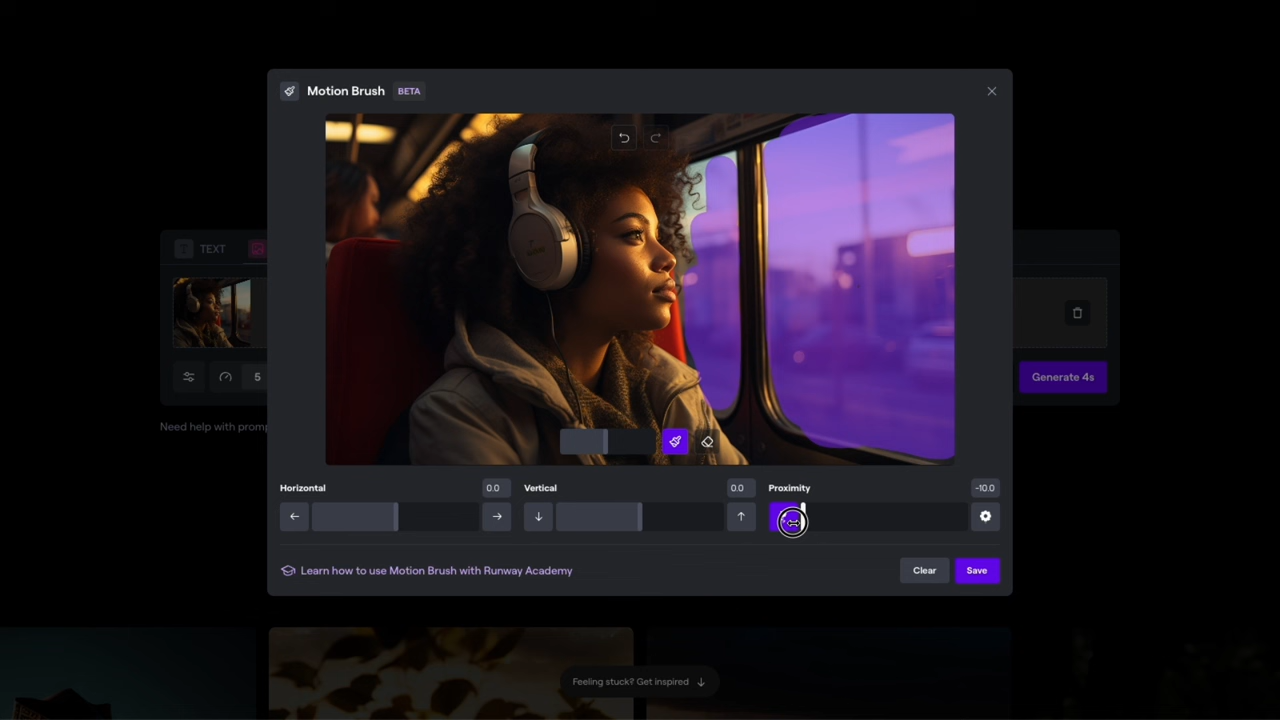 Motion Brush BETA
TEXT
5
Generate 4s
Need help with promp
Horizontal 0.0
Vertical 0.0
Proximity -10.0
Learn how to use Motion Brush with Runway Academy
Clear
Save
Feeling stuck? Get inspired